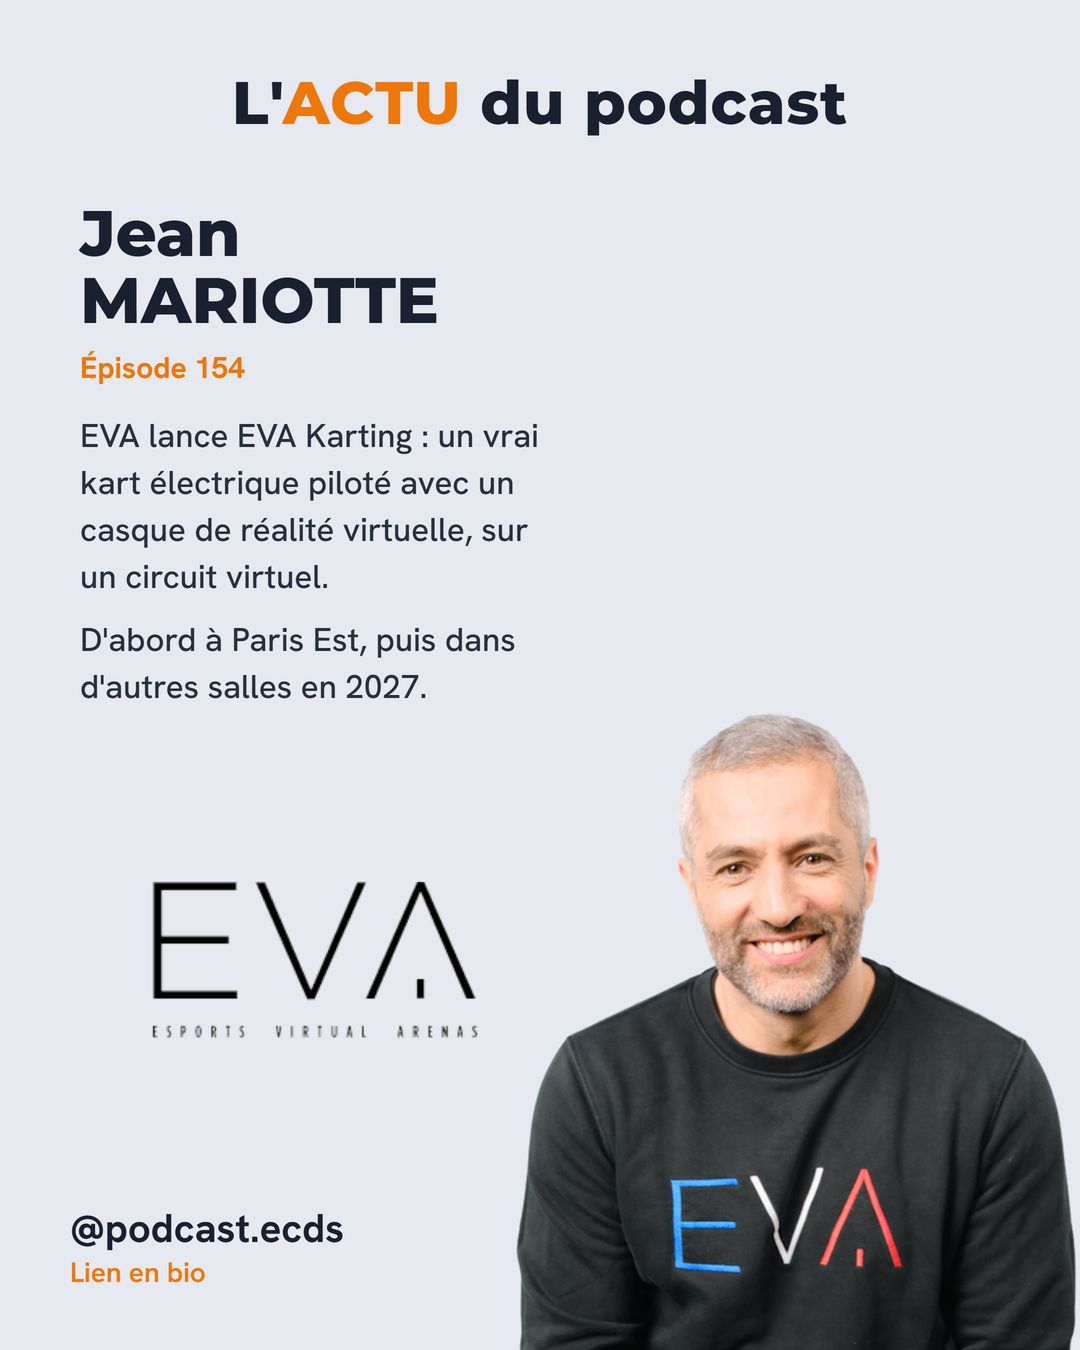 L'ACTU du podcast
Jean
MARIOTTE
Épisode 154
EVA lance EVA Karting : un vrai
kart électrique piloté avec un
casque de réalité virtuelle, sur
un circuit virtuel.
D'abord à Paris Est, puis dans
d'autres salles en 2027.
EVA
ESPORTS VIRTUAL ARENAS
EVA
@podcast.ecds
Lien en bio